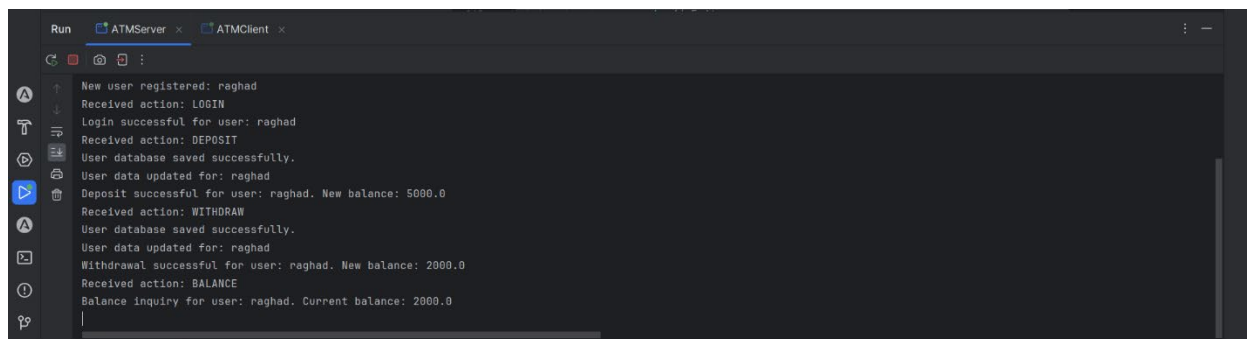 Run ATMServer × ATMClient ×
New user registered: raghad
Received action: LOGIN
Login successful for user: raghad
Received action: DEPOSIT
User database saved successfully.
User data updated for: raghad
Deposit successful for user: raghad. New balance: 5000.0
Received action: WITHDRAW
User database saved successfully.
User data updated for: raghad
Withdrawal successful for user: raghad. New balance: 2000.0
Received action: BALANCE
Balance inquiry for user: raghad. Current balance: 2000.0